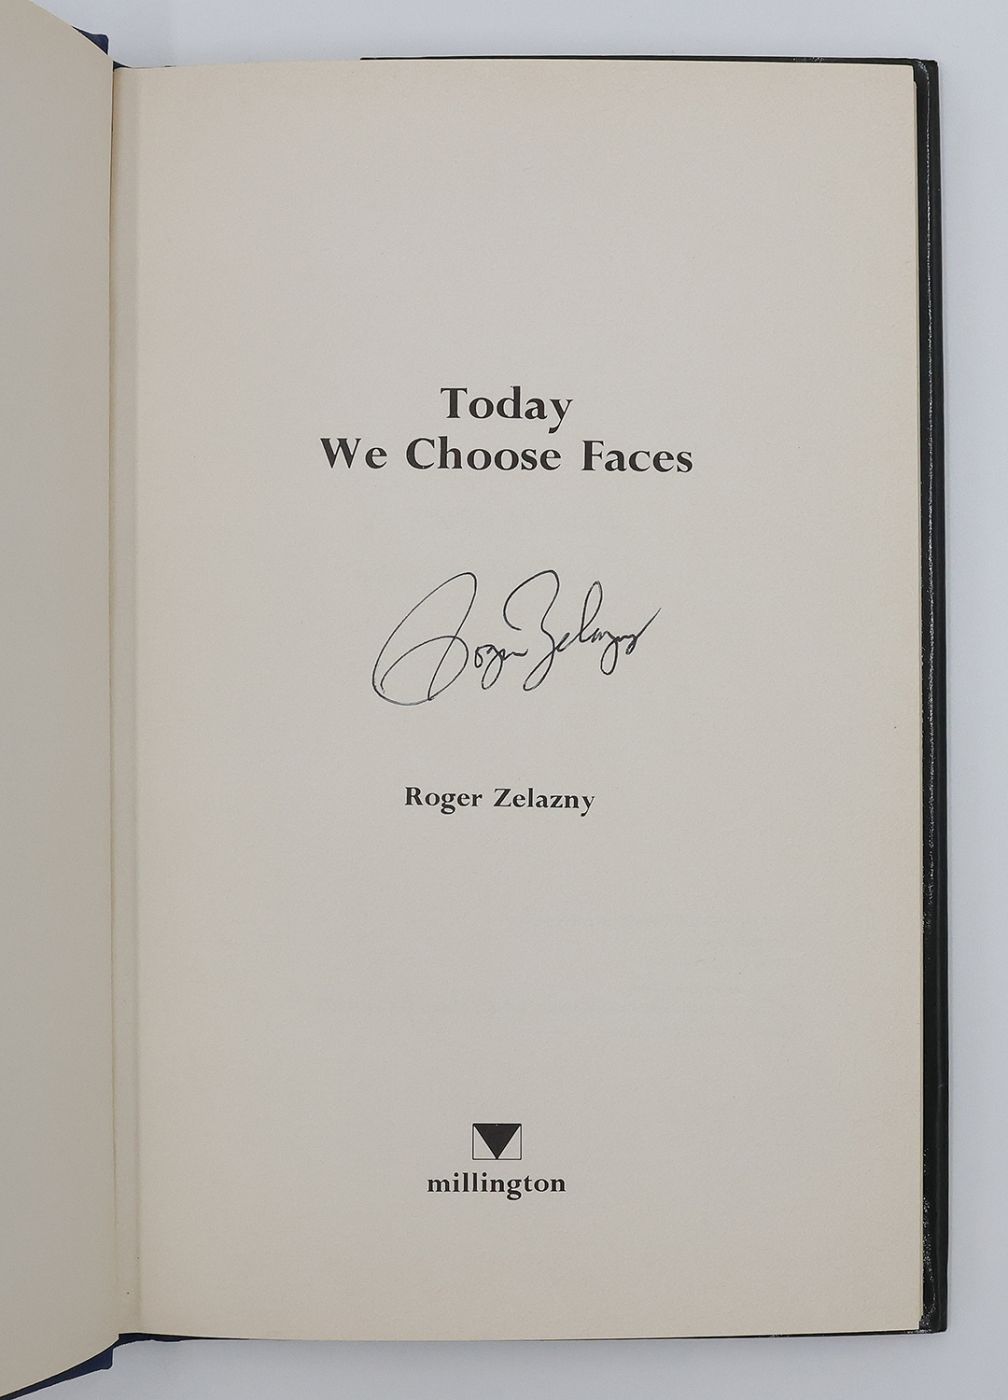 Today
We Choose Faces
Roger Zelazny
Roger Zelazny
millington